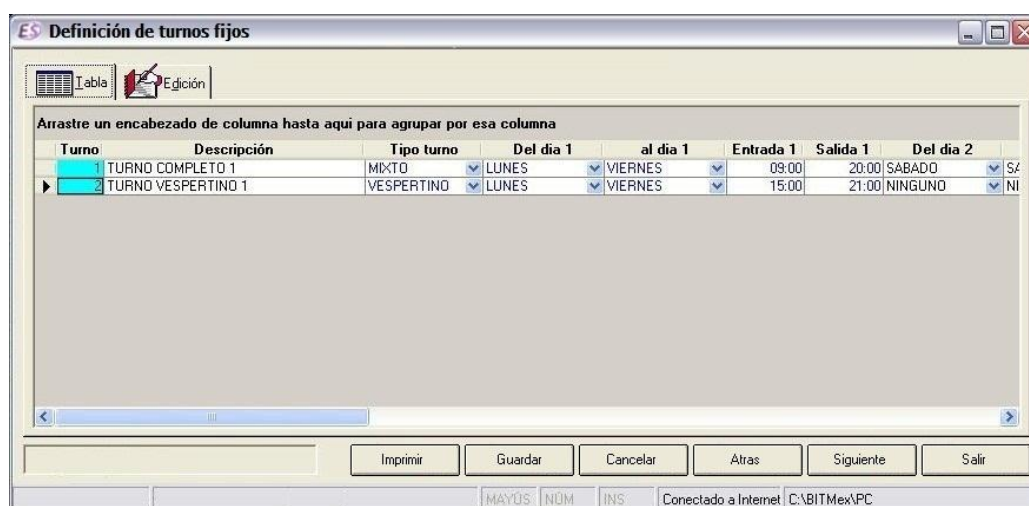 ES Definición de turnos fijos
Tabla Edición
Arrastre un encabezado de columna hasta aqui para agrupar por esa columna
Turno Descripción Tipo turno Del dia 1 al dia 1 Entrada 1 Salida 1 Del dia 2
1 TURNO COMPLETO 1 MIXTO LUNES VIERNES 09:00 20:00 SABADO SA
2 TURNO VESPERTINO 1 VESPERTINO LUNES VIERNES 15:00 21:00 NINGUNO NI
Imprimir Guardar Cancelar Atras Siguiente Salir
MAYÚS NÚM INS Conectado a Internet C:\BITMex\PC